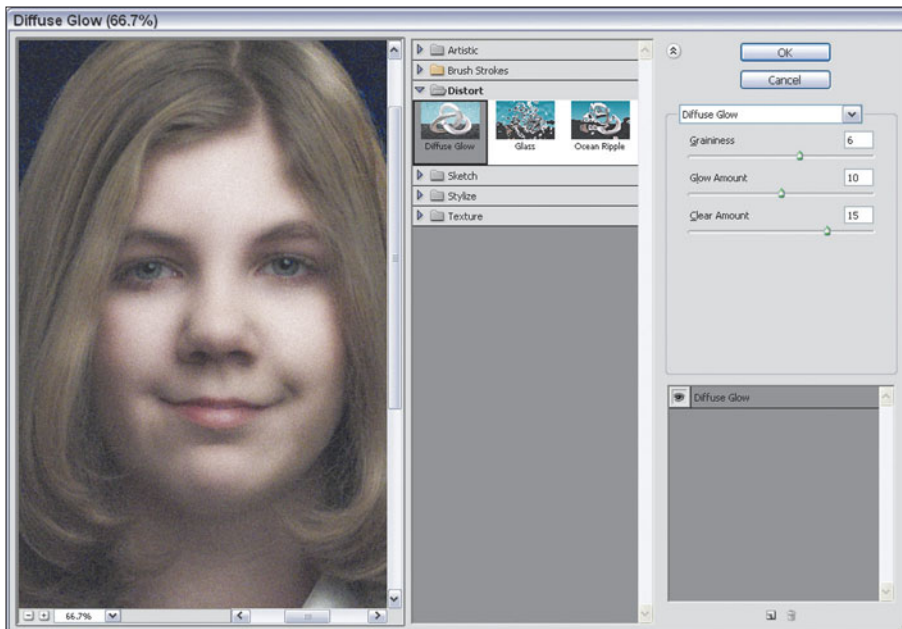 Diffuse Glow (66.7%)
66.7%
Artistic
Brush Strokes
Distort
Diffuse Glow
Glass
Ocean Ripple
Sketch
Stylize
Texture
OK
Cancel
Diffuse Glow
Graininess 6
Glow Amount 10
Clear Amount 15
Diffuse Glow